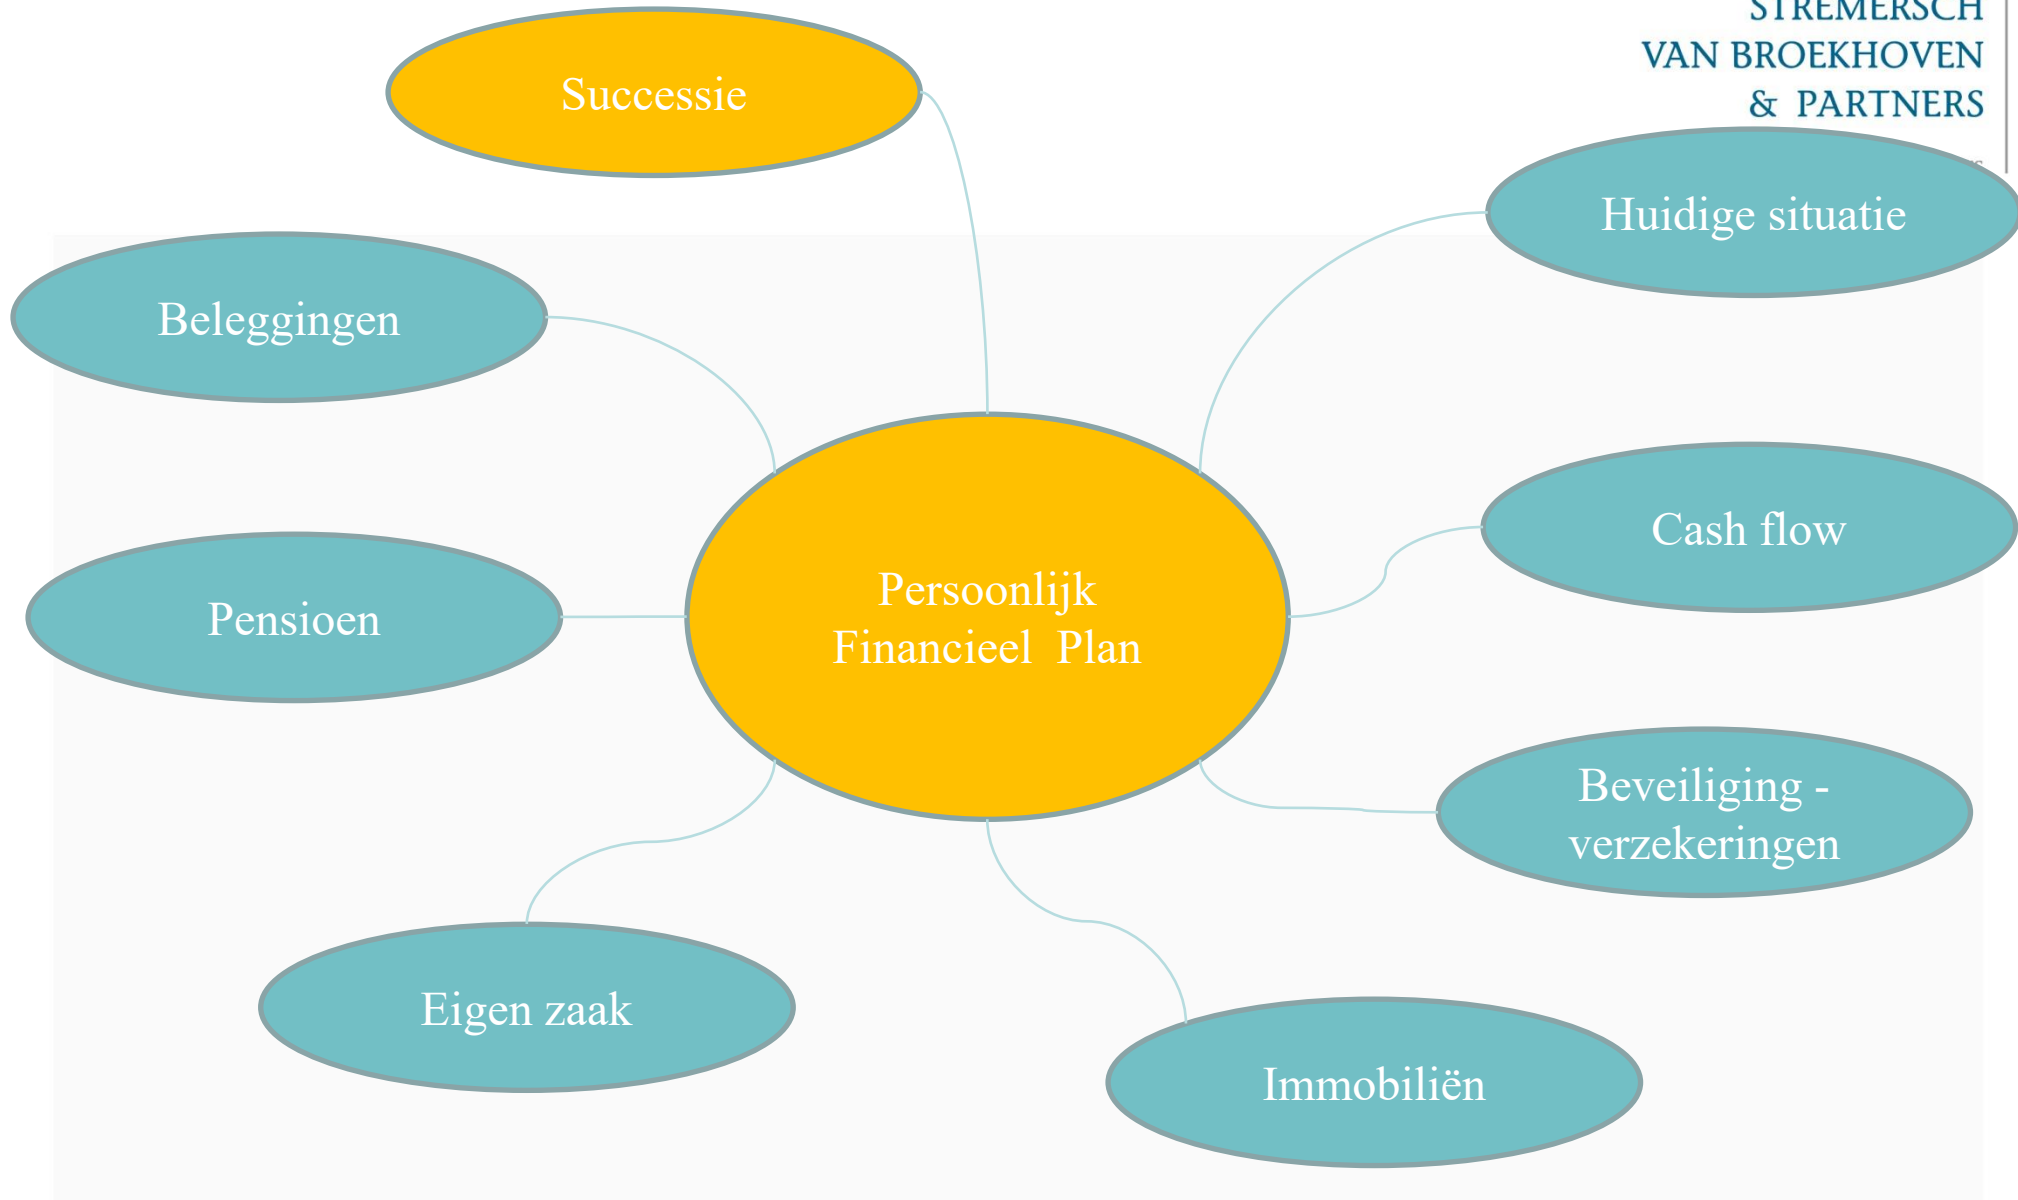 STREMERSCH
VAN BROEKHOVEN
& PARTNERS
Successie
Huidige situatie
Beleggingen
Cash flow
Pensioen
Persoonlijk
Financieel  Plan
Beveiliging -
verzekeringen
Eigen zaak
Immobiliën